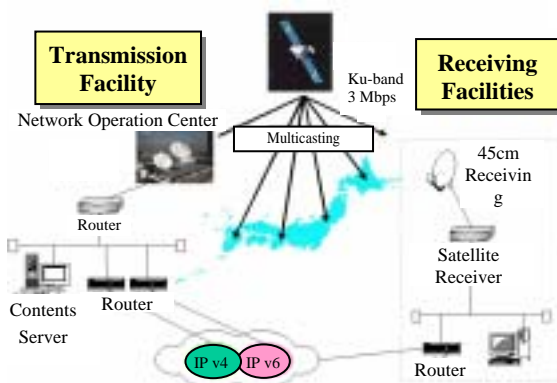 Transmission
Facility
Network Operation Center
Ku-band
3 Mbps
Multicasting
Receiving
Facilities
45cm
Receivin
g
Router
Satellite
Receiver
Contents
Server
Router
IP v4
IP v6
Router